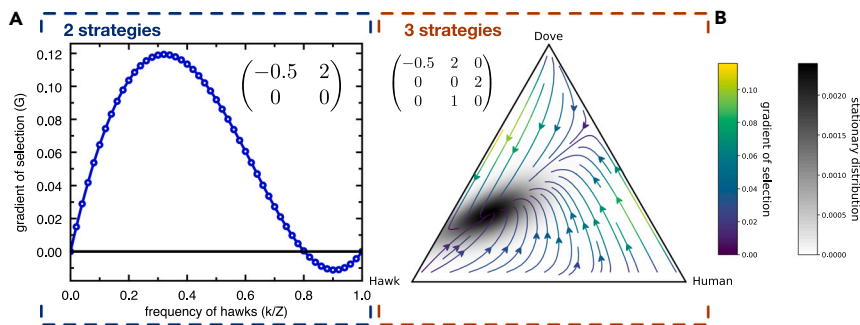 A
2 strategies
3 strategies
B
0.12
0.10
0.08
0.06
0.04
0.02
0.00
gradient of selection (G)
−0.5 2
0 0
0.0 0.2 0.4 0.6 0.8 1.0
frequency of hawks (k/Z)
−0.5 2 0
0 0 2
0 1 0
Dove
Hawk
Human
0.10
0.08
0.06
0.04
0.02
0.00
gradient of selection
0.0020
0.0015
0.0010
0.0005
0.0000
stationary distribution